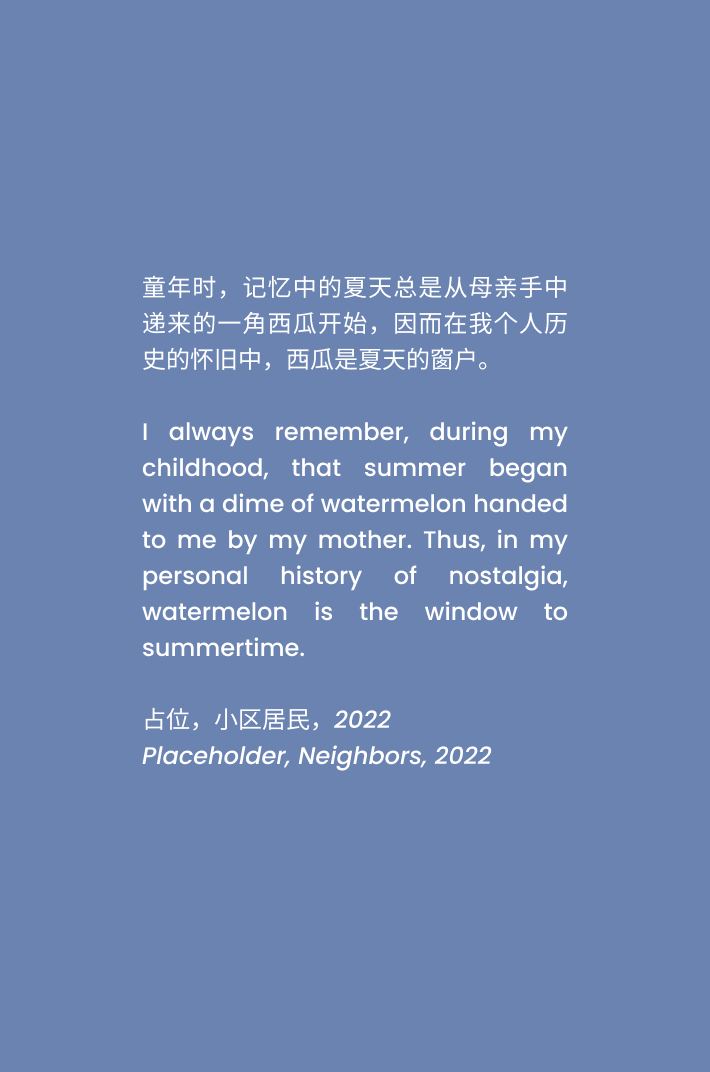 童年时，记忆中的夏天总是从母亲手中
递来的一角西瓜开始，因而在我个人历
史的怀旧中，西瓜是夏天的窗户。
I always remember, during my
childhood, that summer began
with a dime of watermelon handed
to me by my mother. Thus, in my
personal history of nostalgia,
watermelon is the window to
summertime.
占位，小区居民，2022
Placeholder, Neighbors, 2022